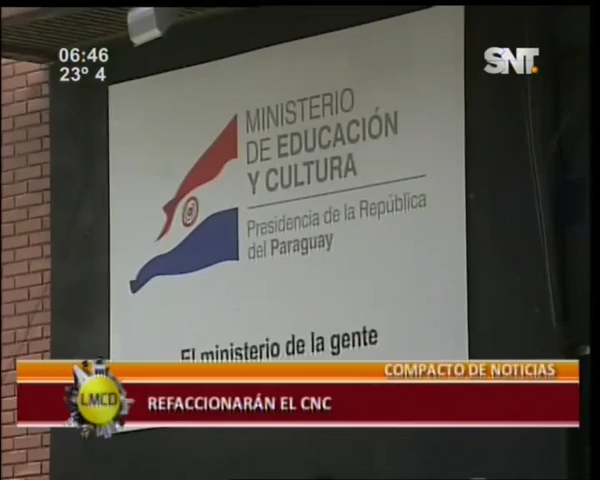 06:46
23° 4
SNT.
MINISTERIO
DE EDUCACIÓN
Y CULTURA
Presidencia de la República
del Paraguay
El ministerio de la gente
COMPACTO DE NOTICIAS
LMCD
REFACCIONARÁN EL CNC